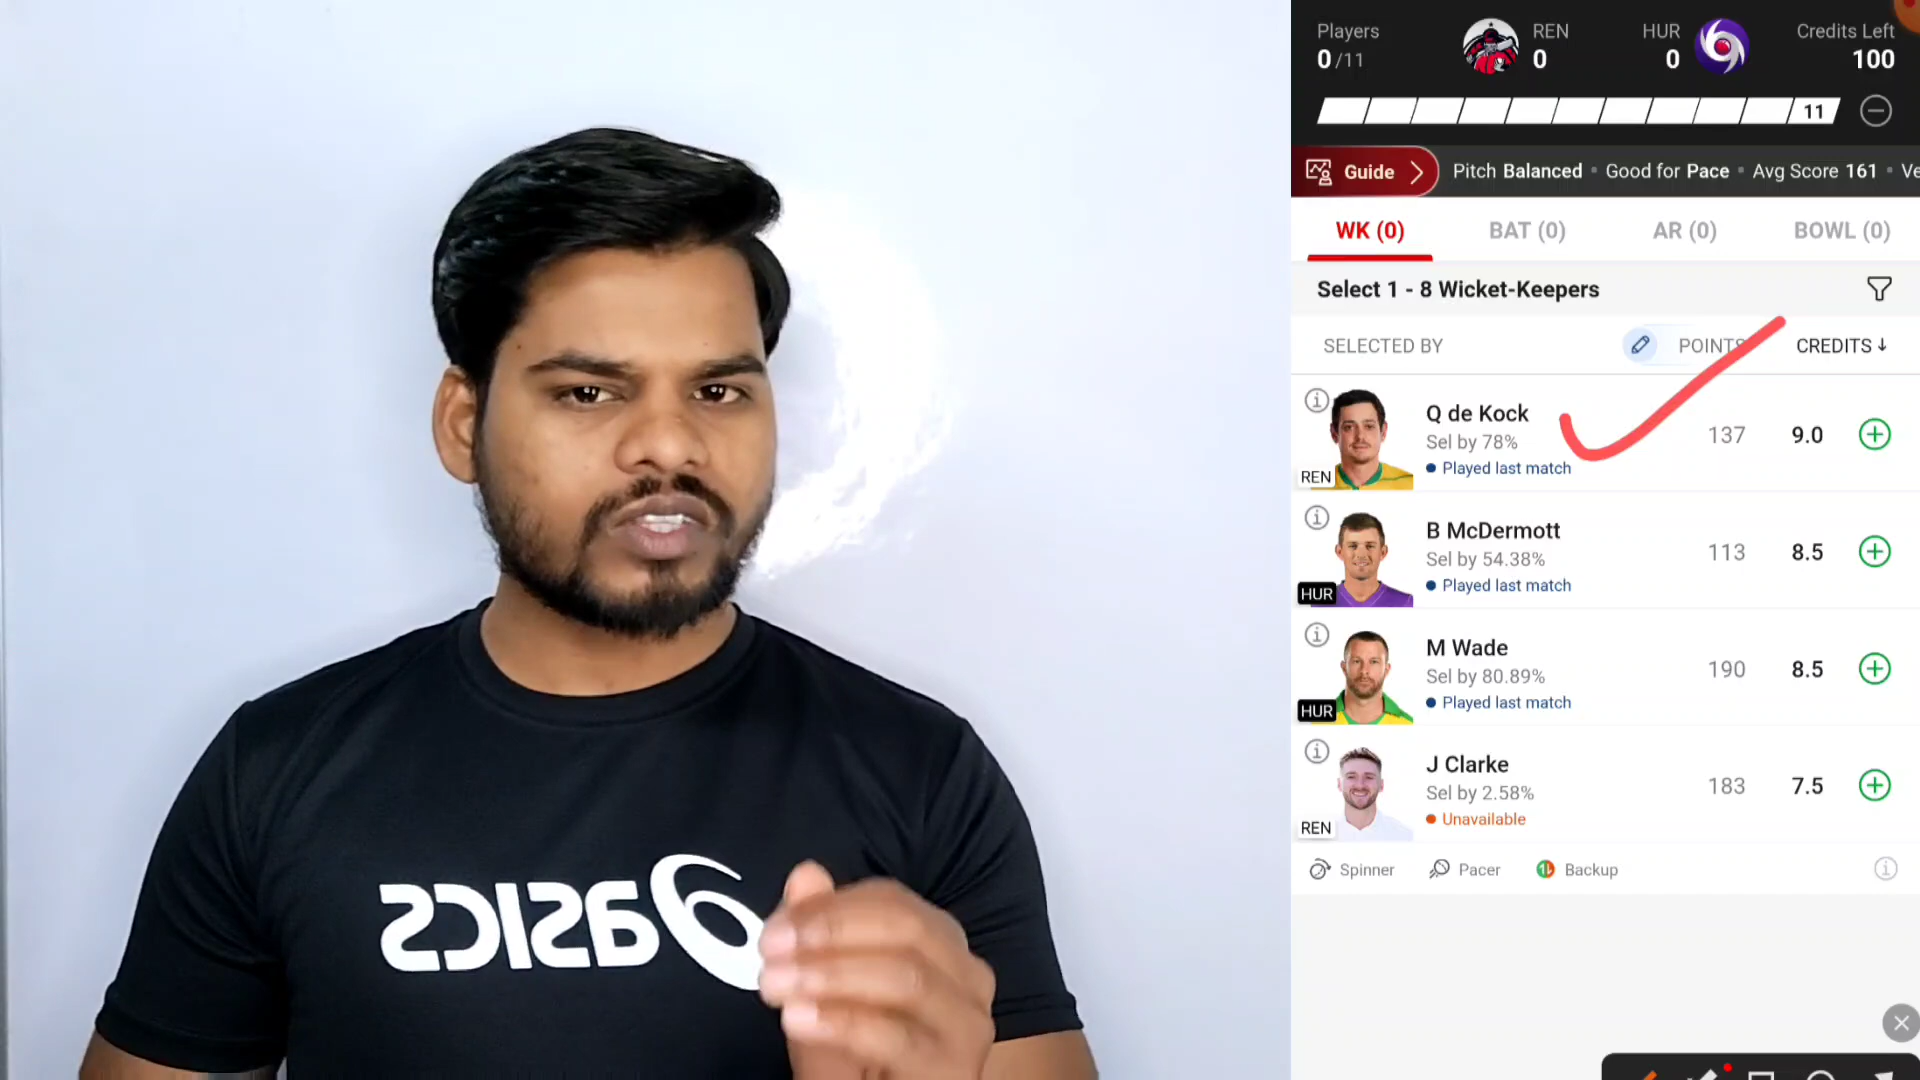 Players
0/11
REN
0
HUR
0
Credits Left
100
11
Guide
Pitch Balanced • Good for Pace • Avg Score 161 • Ve
WK (0)
BAT (0)
AR (0)
BOWL (0)
Select 1 - 8 Wicket-Keepers
SELECTED BY
POINTS
CREDITS ↓
Q de Kock
Sel by 78%
Played last match
REN
137
9.0
B McDermott
Sel by 54.38%
Played last match
HUR
113
8.5
M Wade
Sel by 80.89%
Played last match
HUR
190
8.5
J Clarke
Sel by 2.58%
Unavailable
REN
183
7.5
Spinner
Pacer
Backup
asics